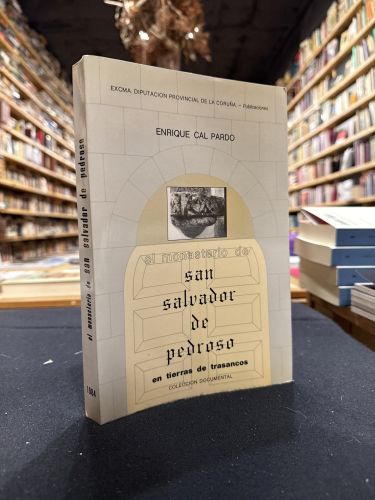 EXCMA. DIPUTACION PROVINCIAL DE LA CORUÑA. - Publicaciones
ENRIQUE CAL PARDO
el monasterio de
san
salvador
de
pedroso
en tierras de trasancos
COLECCION DOCUMENTAL
el monasterio de san salvador de pedroso
1984